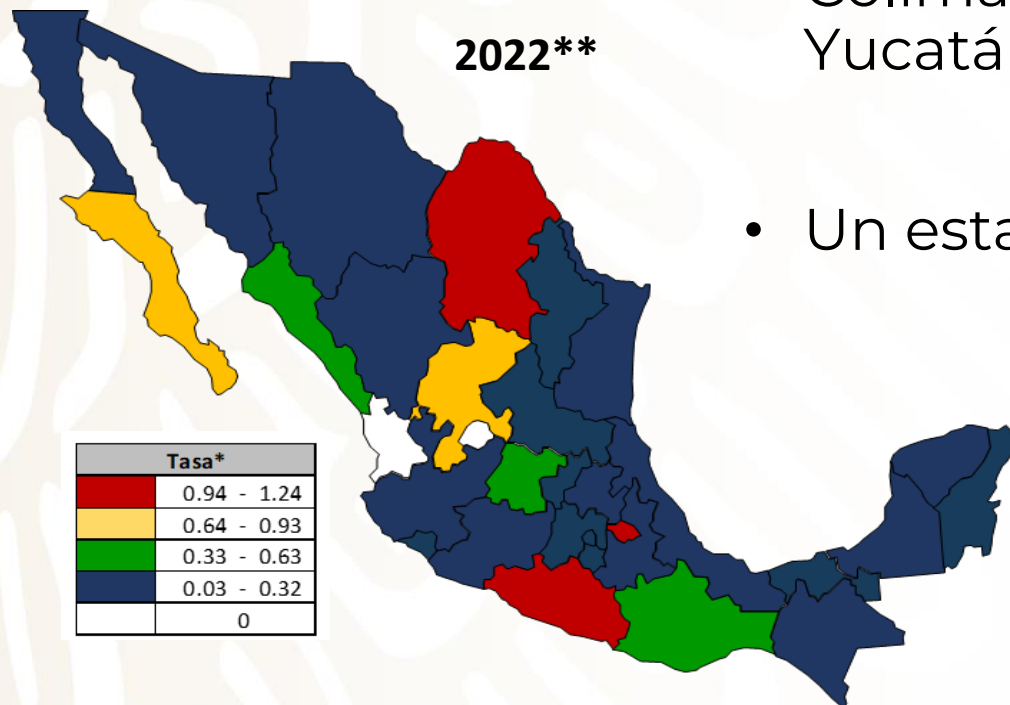 2022**
Yucatá
• Un esta
Tasa*
0.94 - 1.24
0.64 - 0.93
0.33 - 0.63
0.03 - 0.32
0